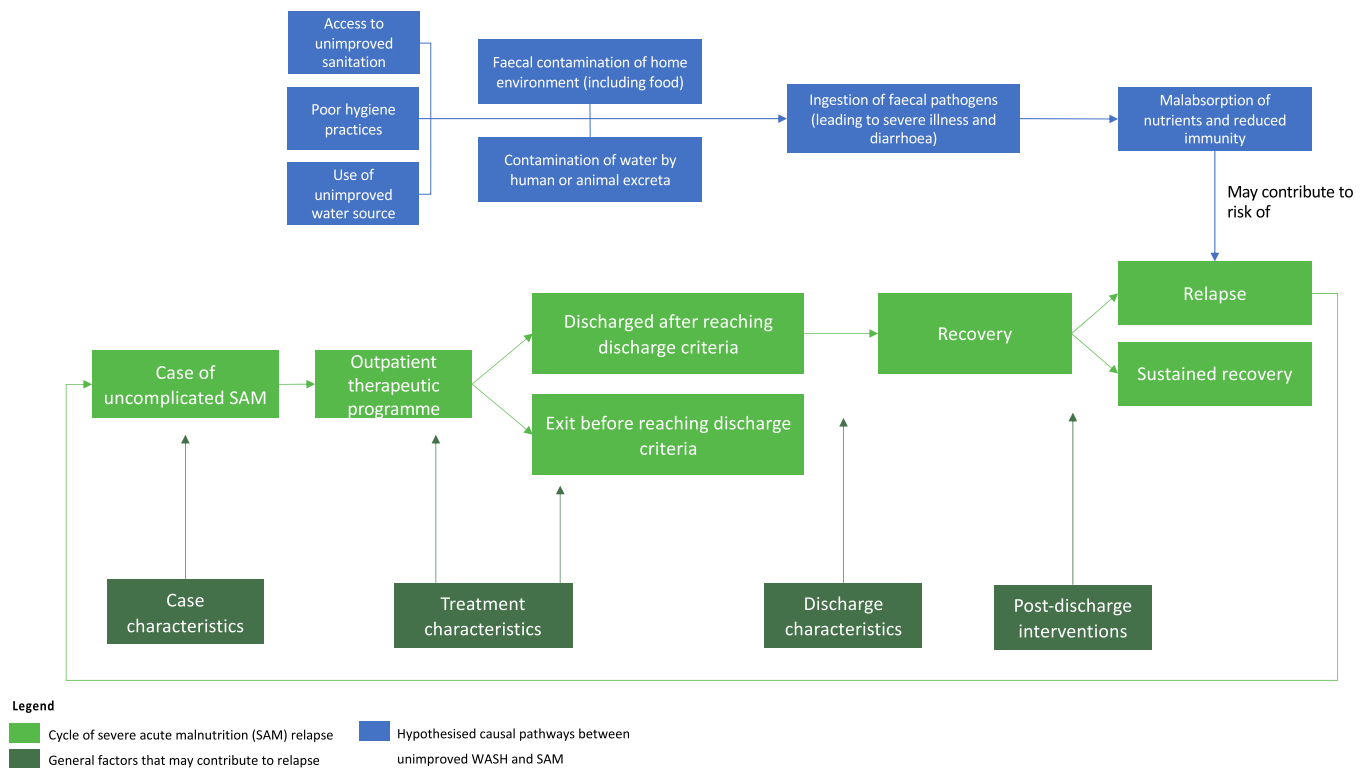 Access to
unimproved
sanitation
Poor hygiene
practices
Use of
unimproved
water source
Faecal contamination of home
environment (including food)
Contamination of water by
human or animal excreta
Ingestion of faecal pathogens
(leading to severe illness and
diarrhoea)
Malabsorption of
nutrients and reduced
immunity
May contribute to
risk of
Case of
uncomplicated SAM
Outpatient
therapeutic
programme
Discharged after reaching
discharge criteria
Exit before reaching discharge
criteria
Recovery
Relapse
Sustained recovery
Case
characteristics
Treatment
characteristics
Discharge
characteristics
Post-discharge
interventions
Legend
Cycle of severe acute malnutrition (SAM) relapse
General factors that may contribute to relapse
Hypothesised causal pathways between
unimproved WASH and SAM